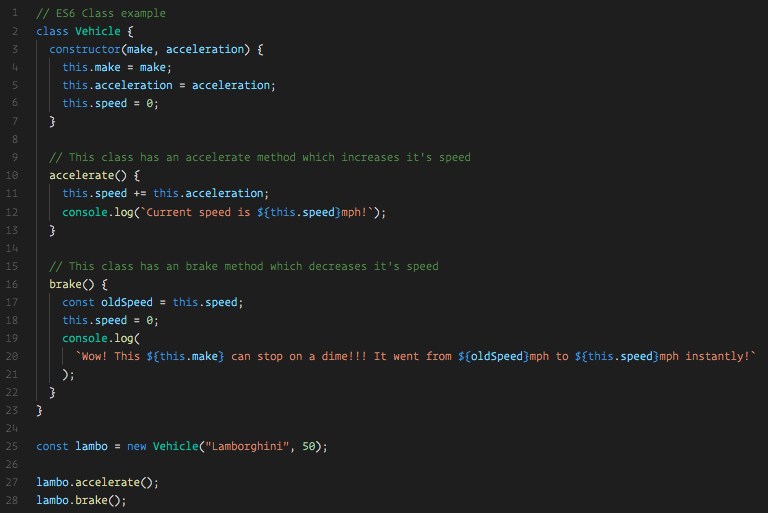 1 // ES6 Class example
2 class Vehicle {
3 constructor(make, acceleration) {
4 this.make = make;
5 this.acceleration = acceleration;
6 this.speed = 0;
7 }
8
9 // This class has an accelerate method which increases it's speed
10 accelerate() {
11 this.speed += this.acceleration;
12 console.log(`Current speed is ${this.speed}mph!`);
13 }
14
15 // This class has an brake method which decreases it's speed
16 brake() {
17 const oldSpeed = this.speed;
18 this.speed = 0;
19 console.log(
20 `Wow! This ${this.make} can stop on a dime!!! It went from ${oldSpeed}mph to ${this.speed}mph instantly!`
21 );
22 }
23 }
24
25 const lambo = new Vehicle("Lamborghini", 50);
26
27 lambo.accelerate();
28 lambo.brake();